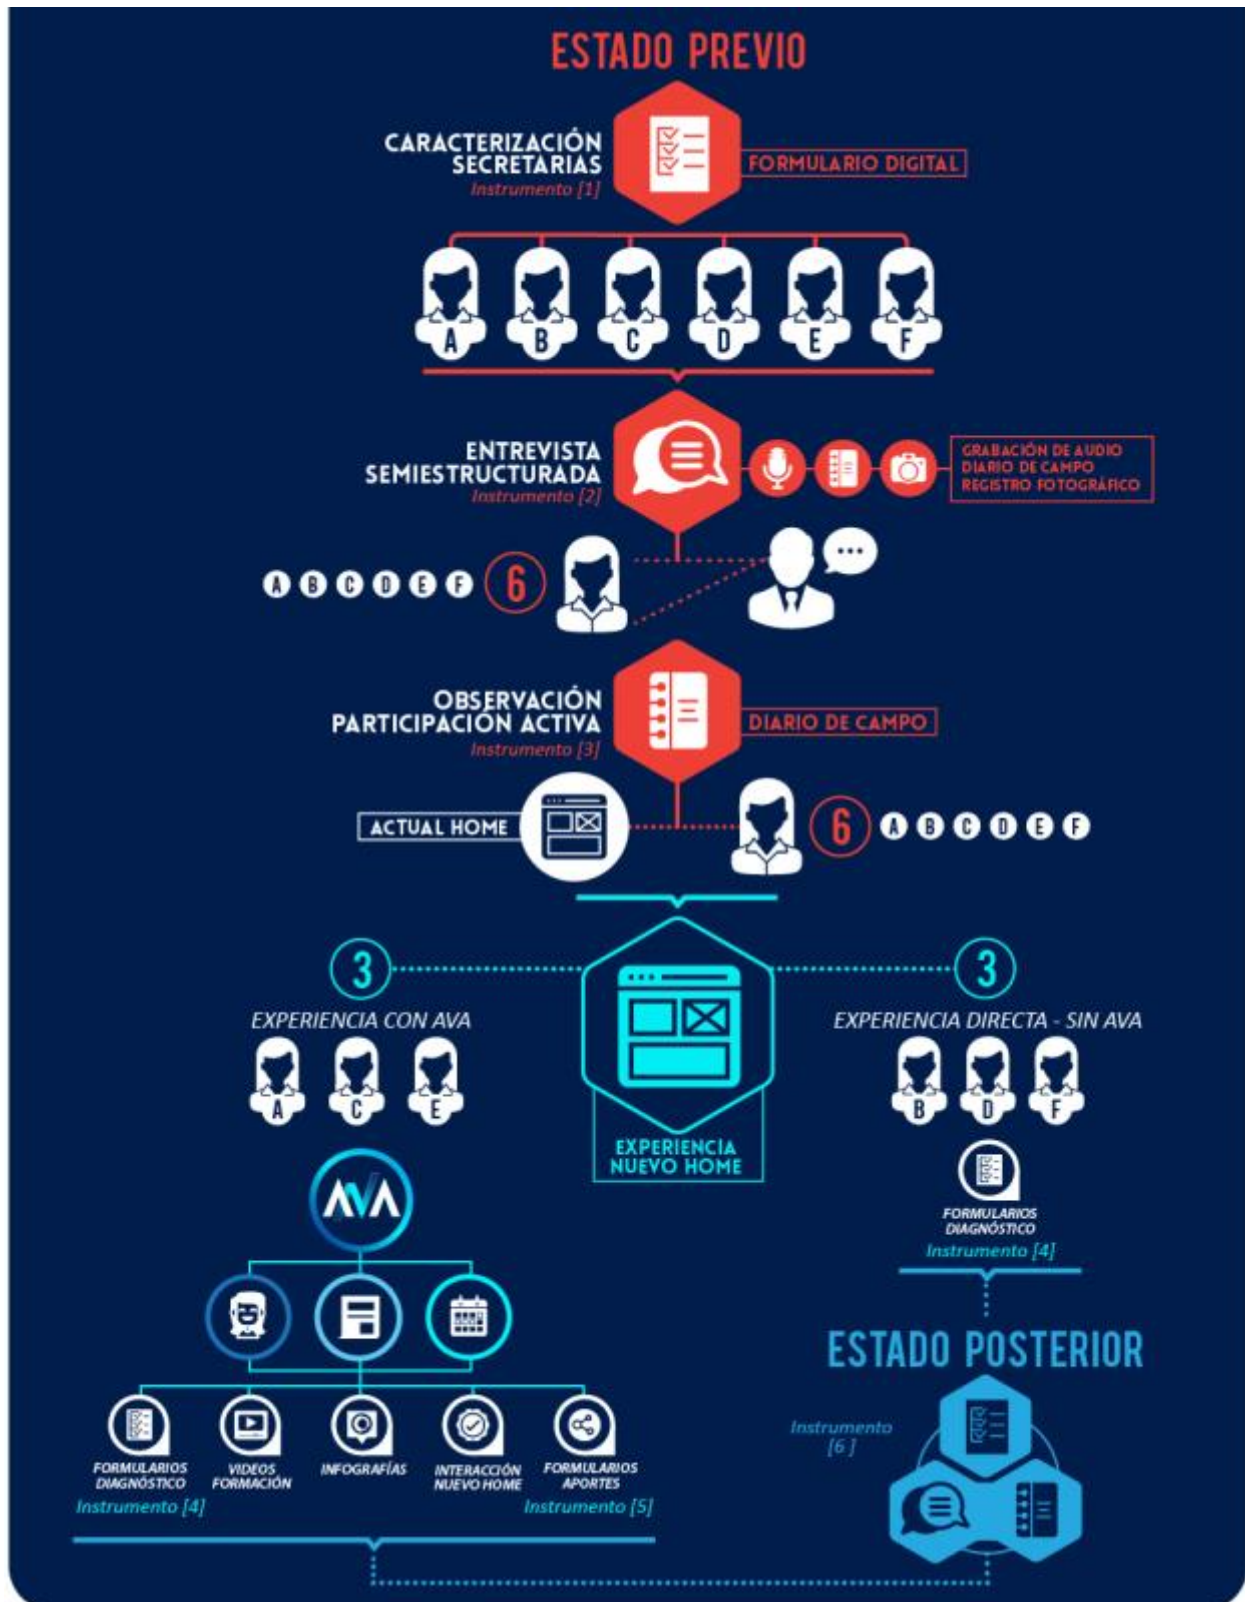 ESTADO PREVIO
CARACTERIZACIÓN
SECRETARIAS
Instrumento [1]
FORMULARIO DIGITAL
A B C D E F
ENTREVISTA
SEMIESTRUCTURADA
Instrumento [2]
GRABACIÓN DE AUDIO
DIARIO DE CAMPO
REGISTRO FOTOGRÁFICO
A B C D E F 6
OBSERVACIÓN
PARTICIPACIÓN ACTIVA
Instrumento [3]
DIARIO DE CAMPO
ACTUAL HOME
6 A B C D E F
3
EXPERIENCIA CON AVA
A C E
EXPERIENCIA
NUEVO HOME
3
EXPERIENCIA DIRECTA - SIN AVA
B D F
FORMULARIOS
DIAGNÓSTICO
Instrumento [4]
AVA
FORMULARIOS
DIAGNÓSTICO
Instrumento [4]
VIDEOS
FORMACIÓN
INFOGRAFÍAS
INTERACCIÓN
NUEVO HOME
FORMULARIOS
APORTES
Instrumento [5]
ESTADO POSTERIOR
Instrumento
[6 ]